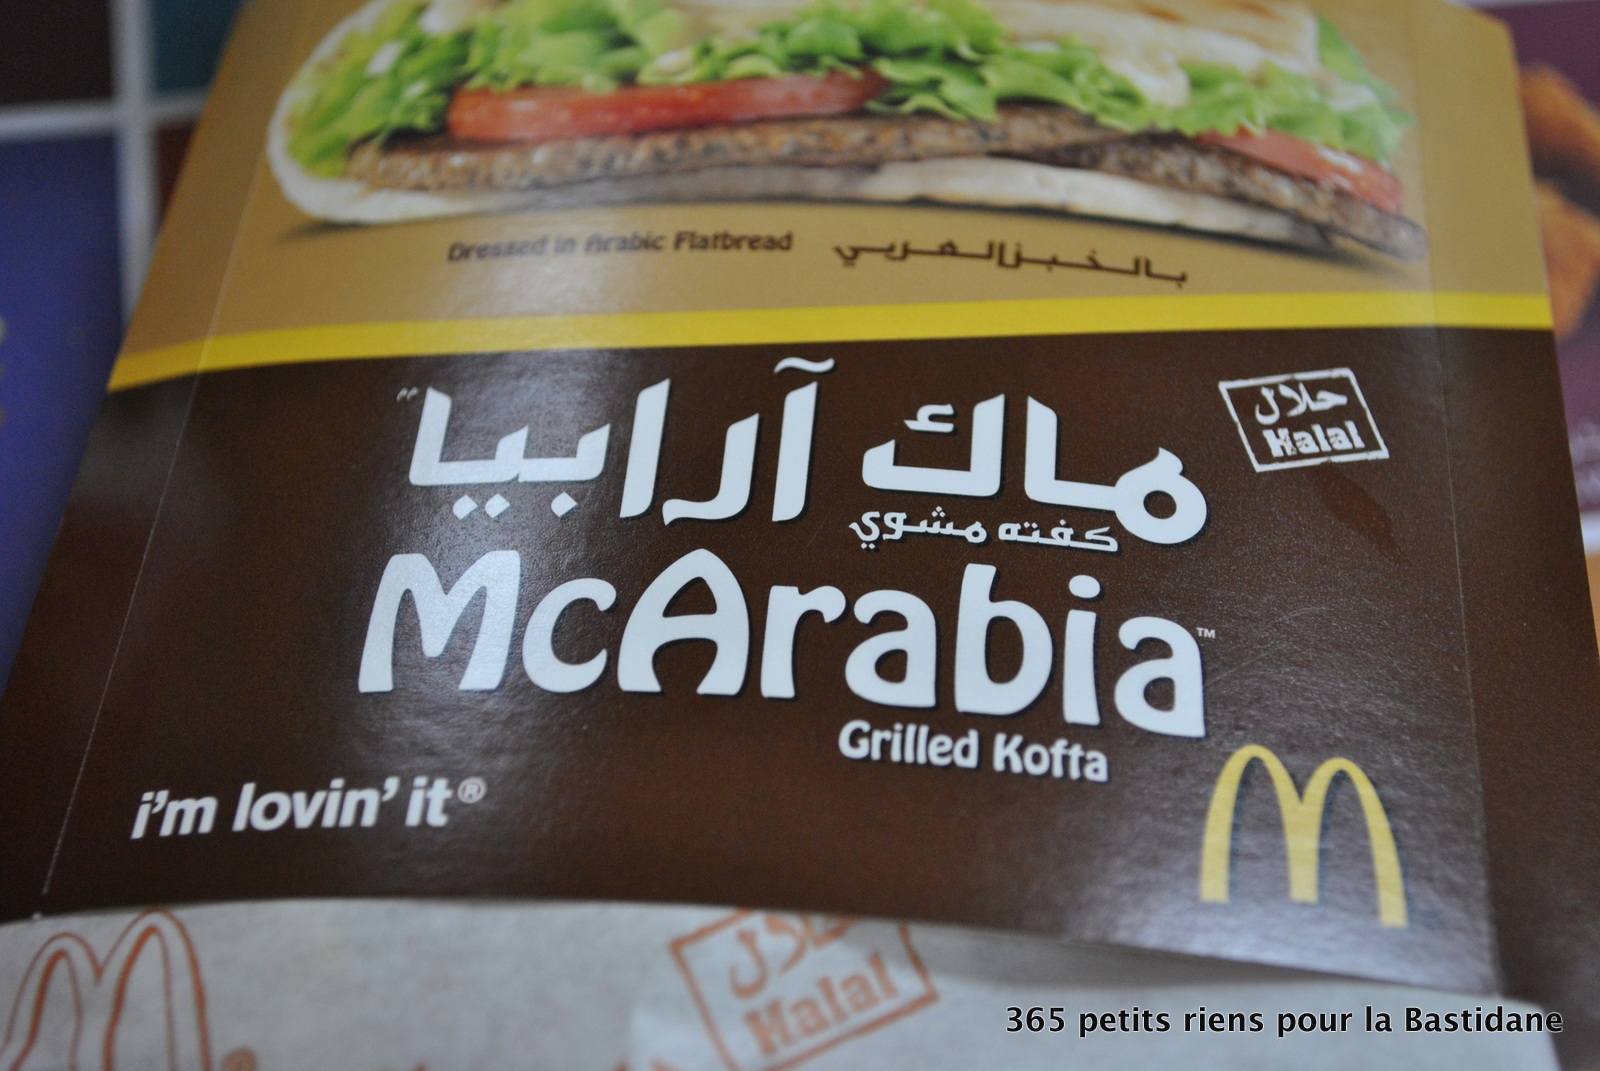 Dressed in Arabic Flatbread بالخبز العربي
ماك آرابيا
حلال
Halal
كفته مشوي
McArabia™
Grilled Kofta
i'm lovin' it®
حلال
Halal
365 petits riens pour la Bastidane